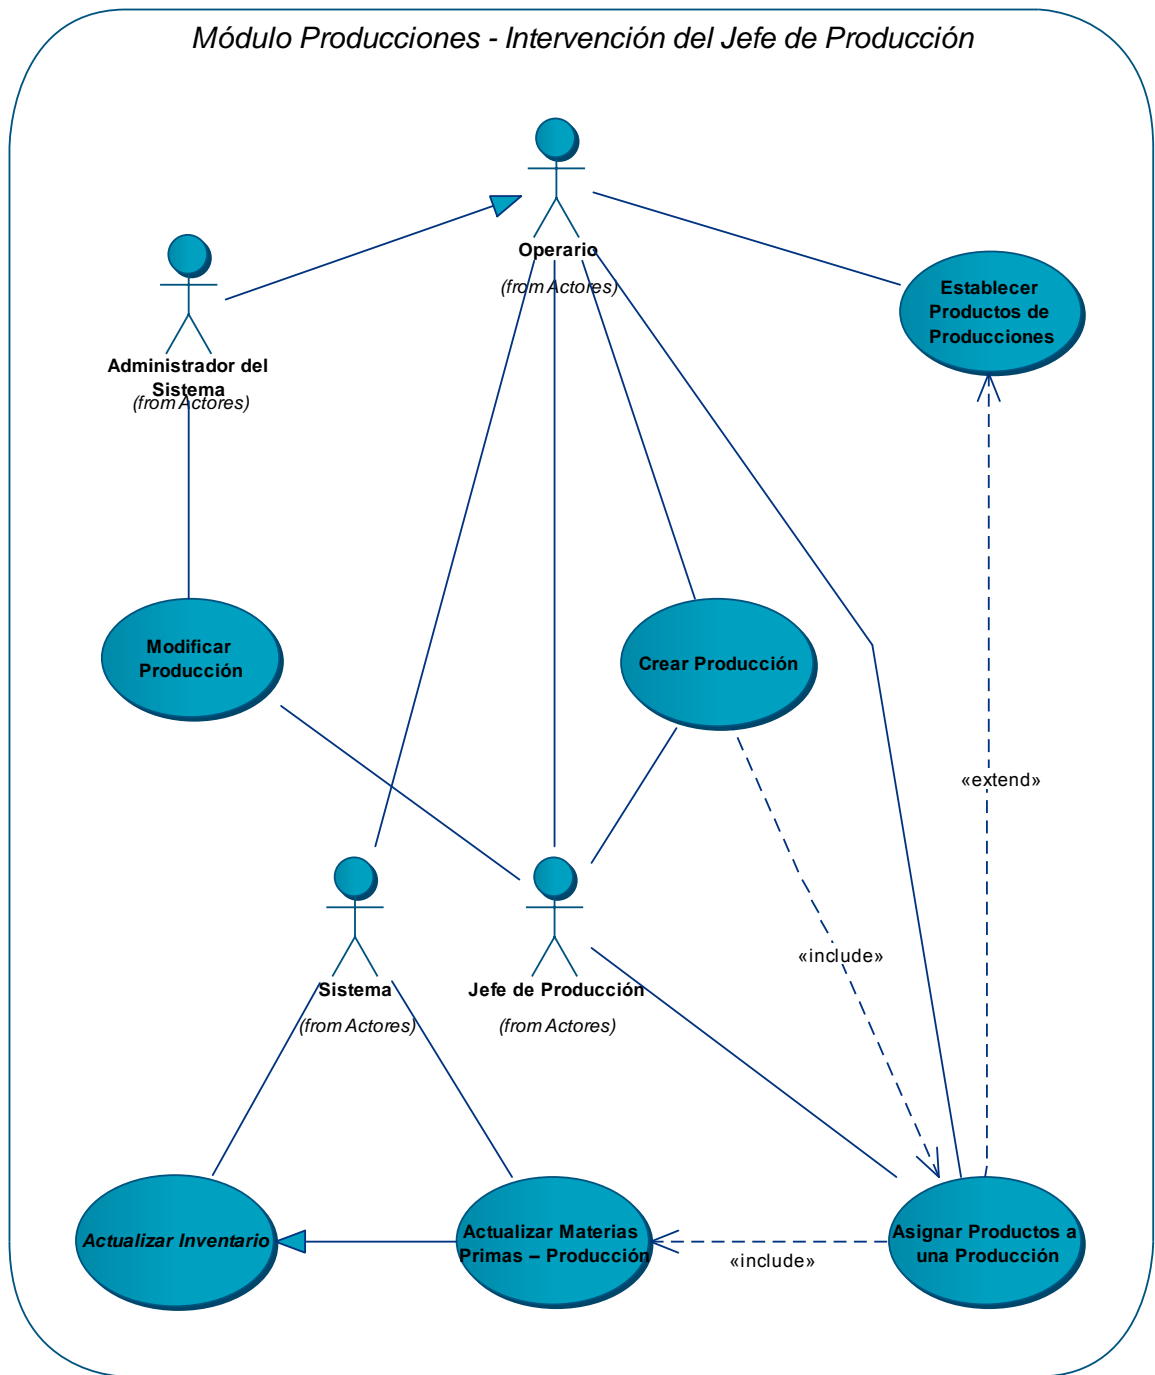 Módulo Producciones - Intervención del Jefe de Producción
Operario
(from Actores)
Establecer
Productos de
Producciones
Administrador del
Sistema
(from Actores)
Modificar
Producción
Crear Producción
«extend»
«include»
Sistema
(from Actores)
Jefe de Producción
(from Actores)
Actualizar Inventario
Actualizar Materias
Primas – Producción
«include»
Asignar Productos a
una Producción